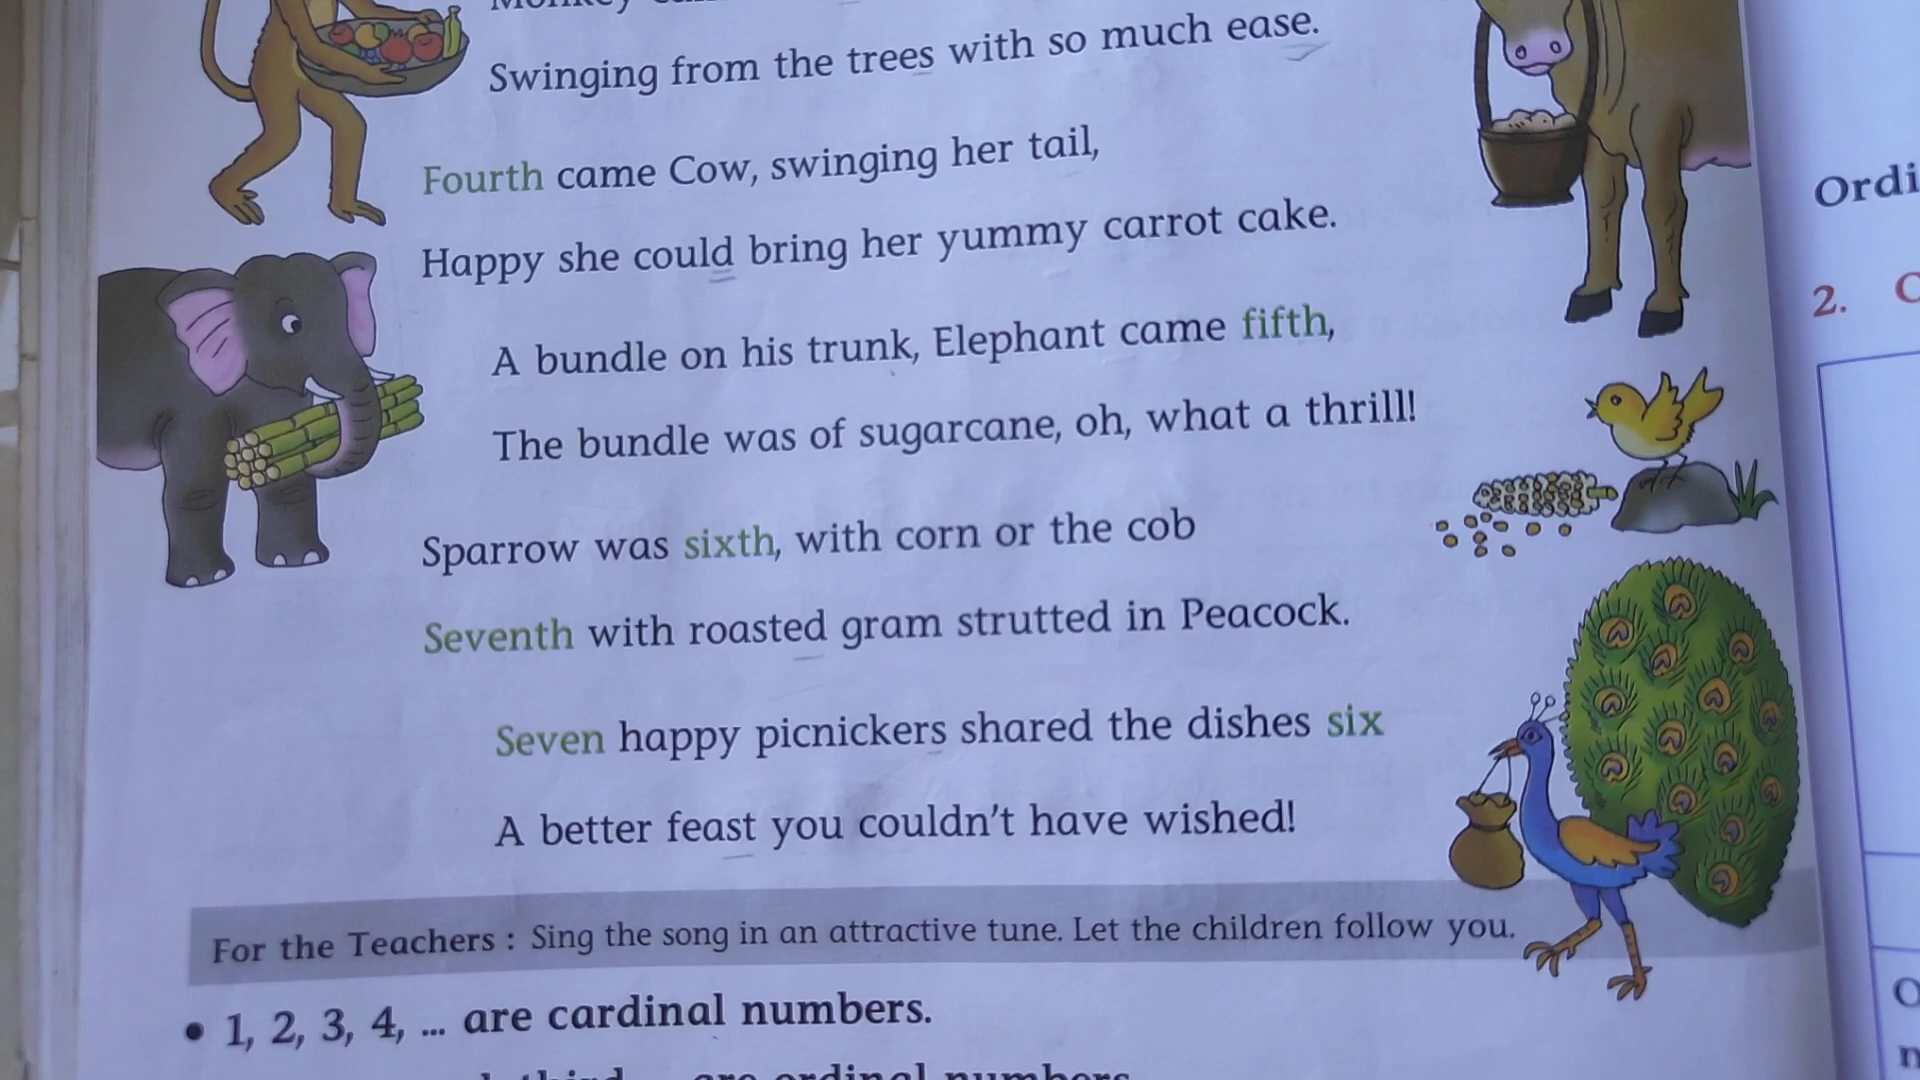 Swinging from the trees with so much ease.
Fourth came Cow, swinging her tail,
Happy she could bring her yummy carrot cake.
A bundle on his trunk, Elephant came fifth,
The bundle was of sugarcane, oh, what a thrill!
Sparrow was sixth, with corn or the cob
Seventh with roasted gram strutted in Peacock.
Seven happy picnickers shared the dishes six
A better feast you couldn't have wished!
For the Teachers : Sing the song in an attractive tune. Let the children follow you.
• 1, 2, 3, 4, ... are cardinal numbers.
third ... are ordinal numbers
2.